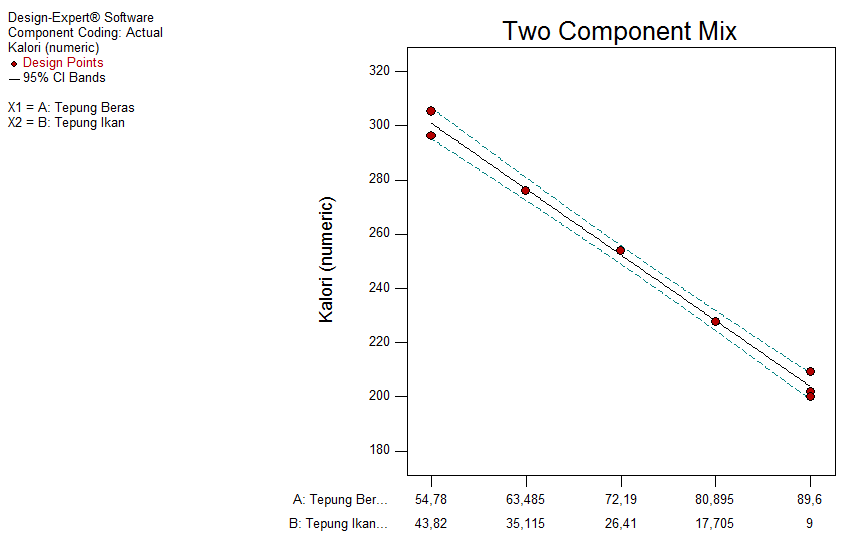 Design-Expert® Software
Component Coding: Actual
Kalori (numeric)
Design Points
95% CI Bands
X1 = A: Tepung Beras
X2 = B: Tepung Ikan
Two Component Mix
Kalori (numeric)
320
300
280
260
240
220
200
180
A: Tepung Ber... 54,78 63,485 72,19 80,895 89,6
B: Tepung Ikan... 43,82 35,115 26,41 17,705 9